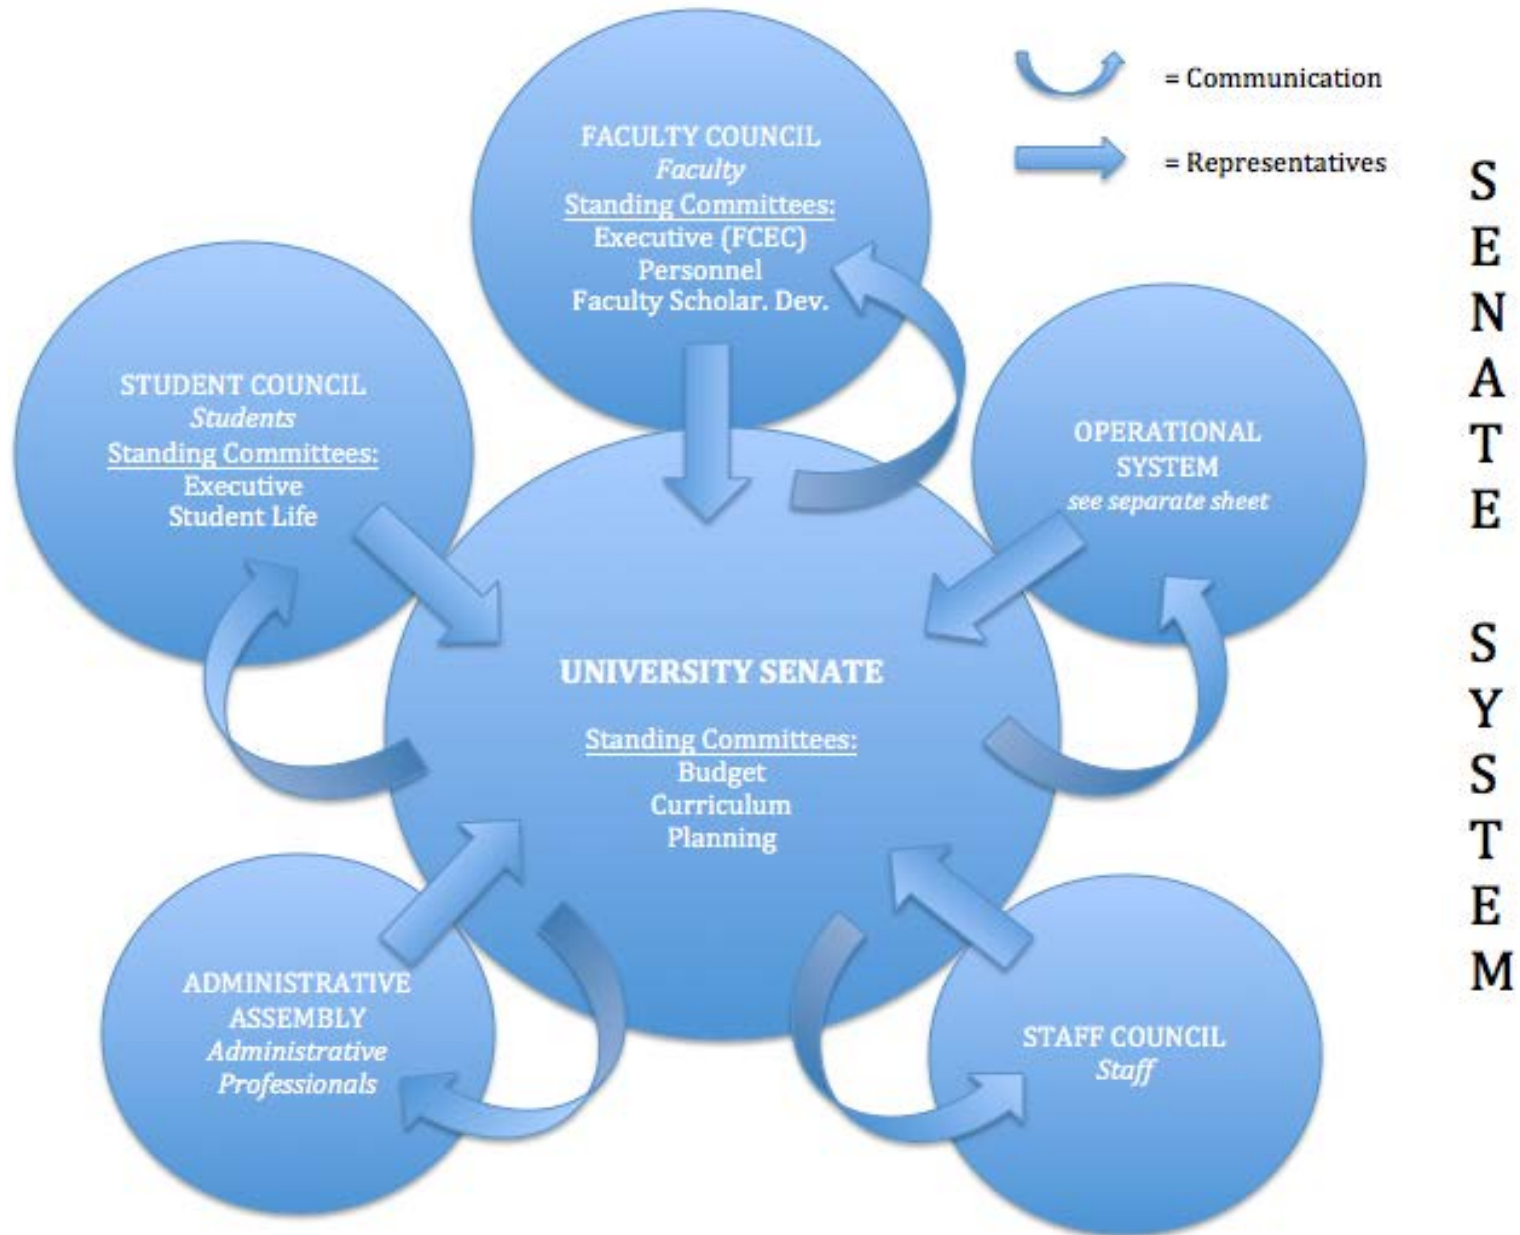 = Communication
= Representatives
FACULTY COUNCIL
Faculty
Standing Committees:
Executive (FCEC)
Personnel
Faculty Scholar. Dev.
STUDENT COUNCIL
Students
Standing Committees:
Executive
Student Life
OPERATIONAL
SYSTEM
see separate sheet
UNIVERSITY SENATE
Standing Committees:
Budget
Curriculum
Planning
ADMINISTRATIVE
ASSEMBLY
Administrative
Professionals
STAFF COUNCIL
Staff
S
E
N
A
T
E
S
Y
S
T
E
M